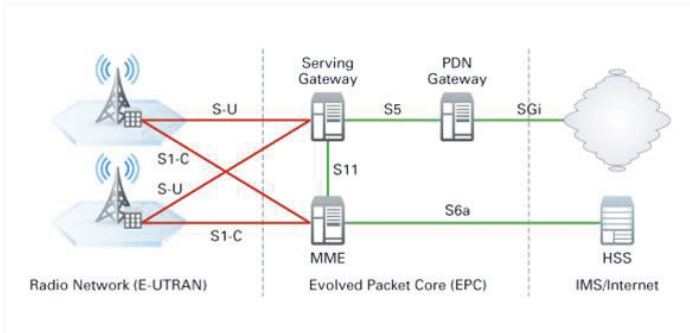 Serving
Gateway
PDN
Gateway
S-U
S5
SGi
S1-C
S11
S-U
S6a
S1-C
MME
HSS
Radio Network (E-UTRAN)
Evolved Packet Core (EPC)
IMS/Internet